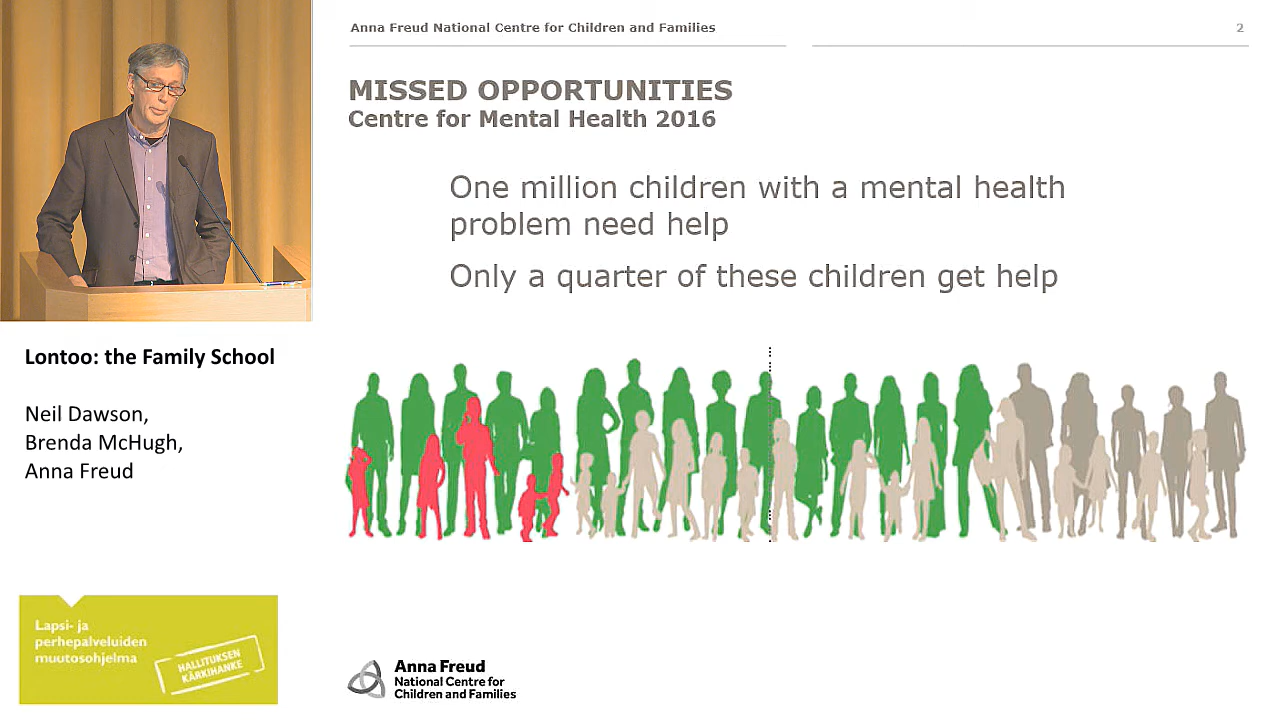 Anna Freud National Centre for Children and Families
2
MISSED OPPORTUNITIES
Centre for Mental Health 2016
One million children with a mental health
problem need help
Only a quarter of these children get help
Lontoo: the Family School
Neil Dawson,
Brenda McHugh,
Anna Freud
Lapsi- ja
perhepalveluiden
muutosohjelma
HALLITUKSEN
KÄRKIHANKE
Anna Freud
National Centre for
Children and Families